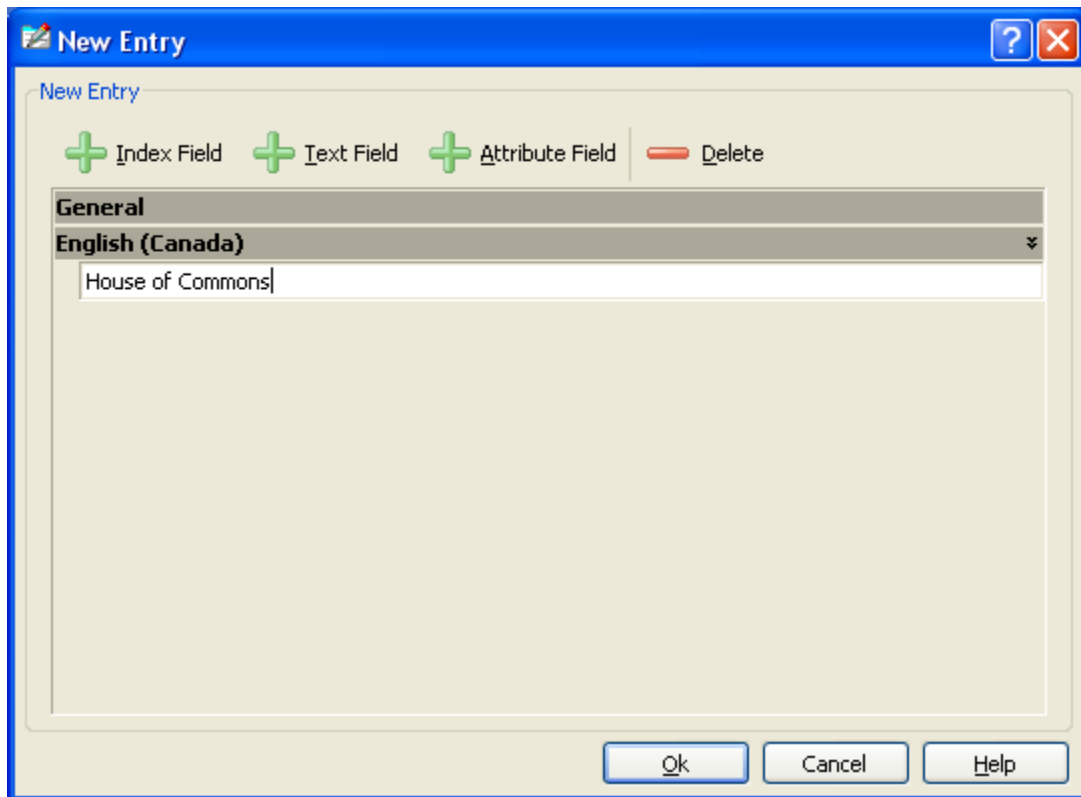 New Entry
New Entry
Index Field Text Field Attribute Field Delete
General
English (Canada)
House of Commons
Ok Cancel Help